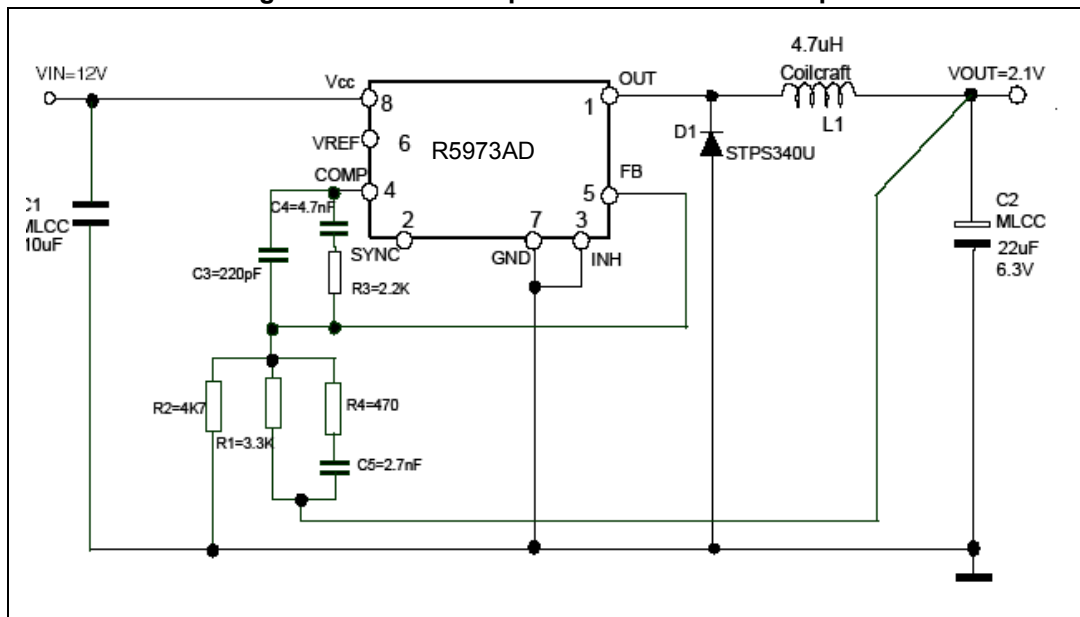 VIN=12V
Vcc
8
VREF
6
COMP
4
R5973AD
OUT
1
FB
5
2
SYNC
7
GND
3
INH
4.7uH
Coilcraft
L1
VOUT=2.1V
D1
STPS340U
C2
MLCC
22uF
6.3V
C4=4.7nF
C3=220pF
R3=2.2K
R2=4K7
R1=3.3K
R4=470
C5=2.7nF